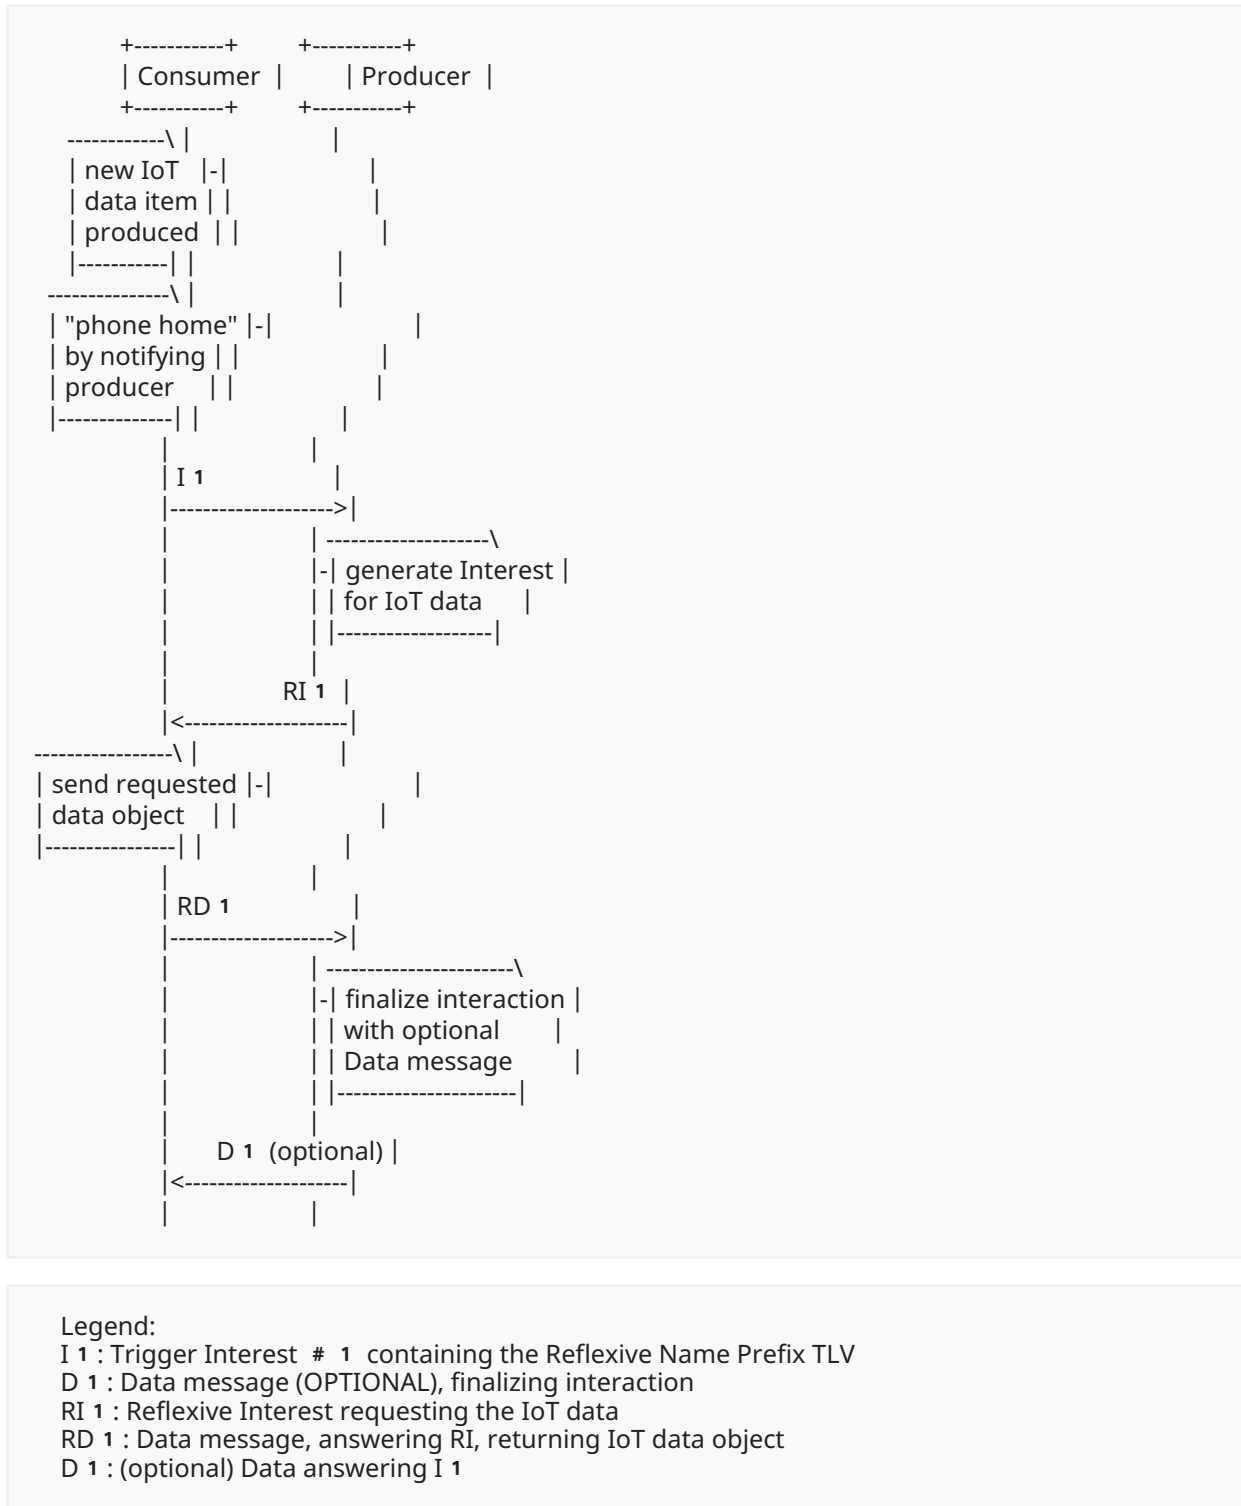 +-----------+ +-----------+
| Consumer | | Producer |
+-----------+ +-----------+
------------\ | |
| new IoT |-| |
| data item | | |
| produced | | |
|-----------| | |
---------------\ | |
| "phone home" |-| |
| by notifying | | |
| producer | | |
|--------------| | |
| |
| I 1 |
|-------------------->|
| | --------------------\
| |-| generate Interest |
| | | for IoT data |
| | |-------------------|
| |
| RI 1 |
|<--------------------|
-----------------\ | |
| send requested |-| |
| data object | | |
|----------------| | |
| |
| RD 1 |
|-------------------->|
| | -----------------------\
| |-| finalize interaction |
| | | with optional |
| | | Data message |
| | |----------------------|
| |
| D 1 (optional) |
|<--------------------|
| |
Legend:
I 1 : Trigger Interest # 1 containing the Reflexive Name Prefix TLV
D 1 : Data message (OPTIONAL), finalizing interaction
RI 1 : Reflexive Interest requesting the IoT data
RD 1 : Data message, answering RI, returning IoT data object
D 1 : (optional) Data answering I 1